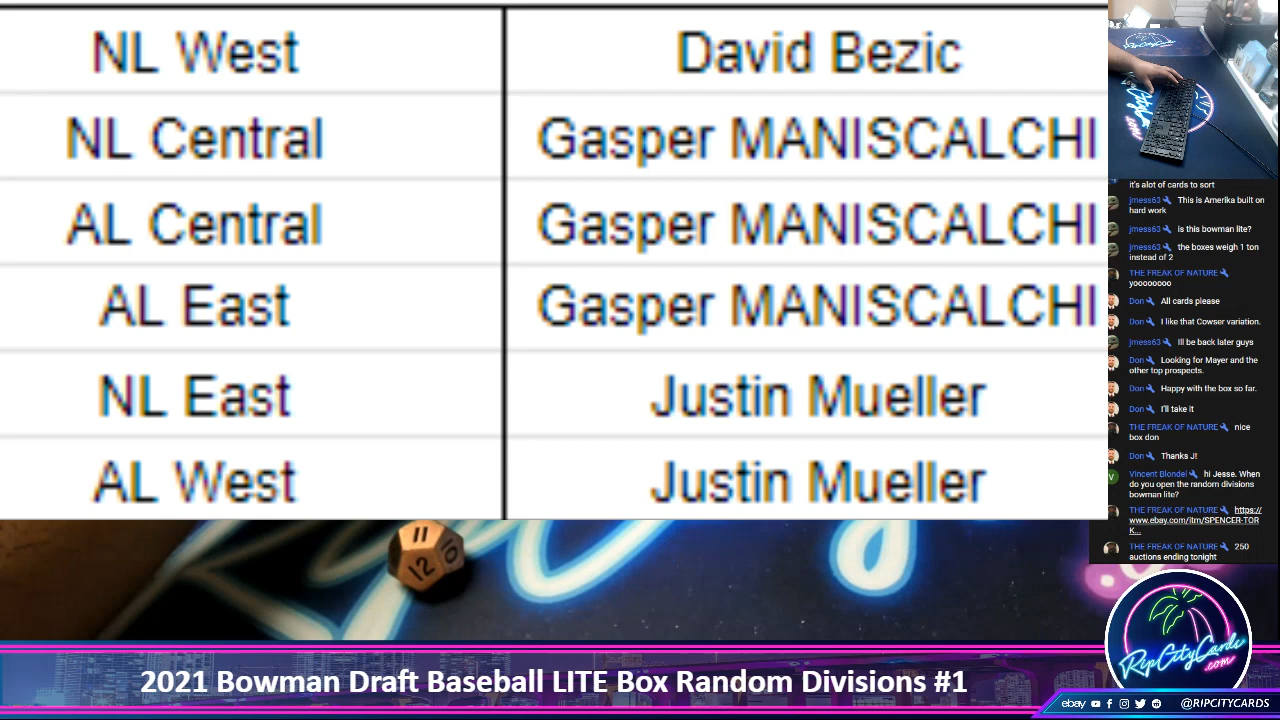 NL West David Bezic
NL Central Gasper MANISCALCHI
AL Central Gasper MANISCALCHI
AL East Gasper MANISCALCHI
NL East Justin Mueller
AL West Justin Mueller
it's alot of cards to sort
jmess63 This is Amerika built on
hard work
jmess63 is this bowman lite?
jmess63 the boxes weigh 1 ton
instead of 2
THE FREAK OF NATURE
yoooooooo
Don All cards please
Don I like that Cowser variation.
jmess63 Ill be back later guys
Don Looking for Mayer and the
other top prospects.
Don Happy with the box so far.
Don I'll take it
THE FREAK OF NATURE nice
box don
Don Thanks J!
V Vincent Blondel hi Jesse. When
do you open the random divisions
bowman lite?
THE FREAK OF NATURE https://
www.ebay.com/itm/SPENCER-TOR
K...
THE FREAK OF NATURE 250
auctions ending tonight
11
10
12
RipCityCards
.com
2021 Bowman Draft Baseball LITE Box Random Divisions #1
ebay @RIPCITYCARDS